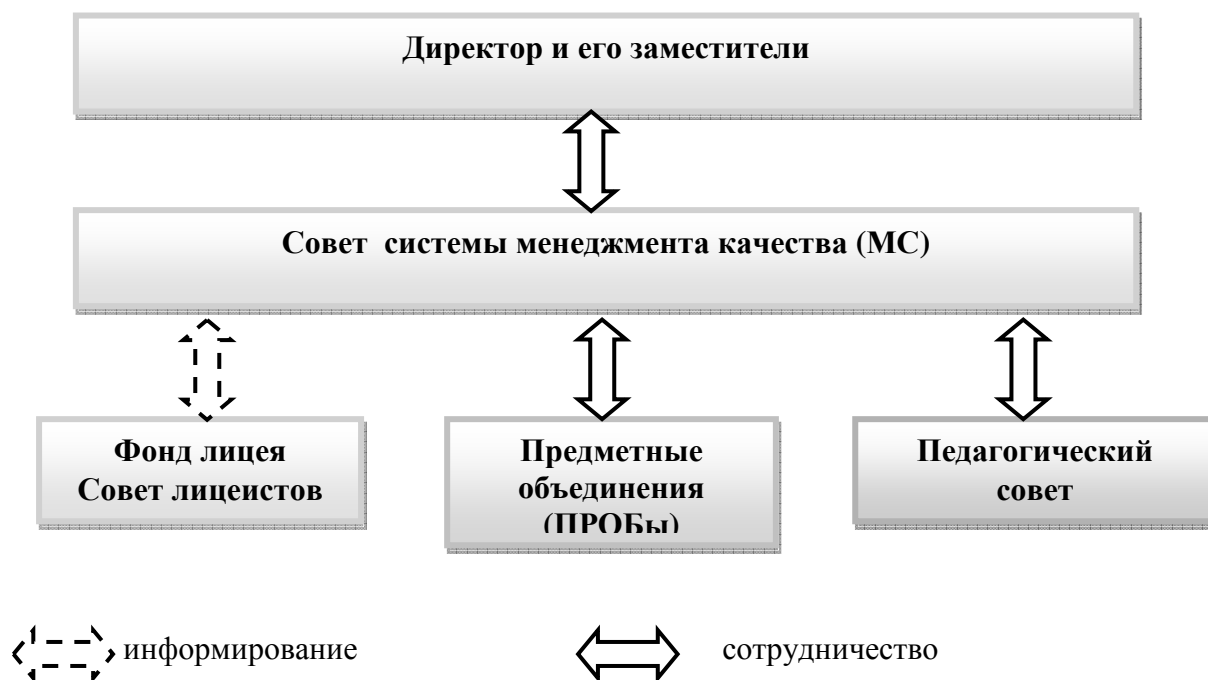 Директор и его заместители
Совет системы менеджмента качества (МС)
Фонд лицея
Совет лицеистов
Предметные
объединения
(ПРОБы)
Педагогический
совет
информирование
сотрудничество